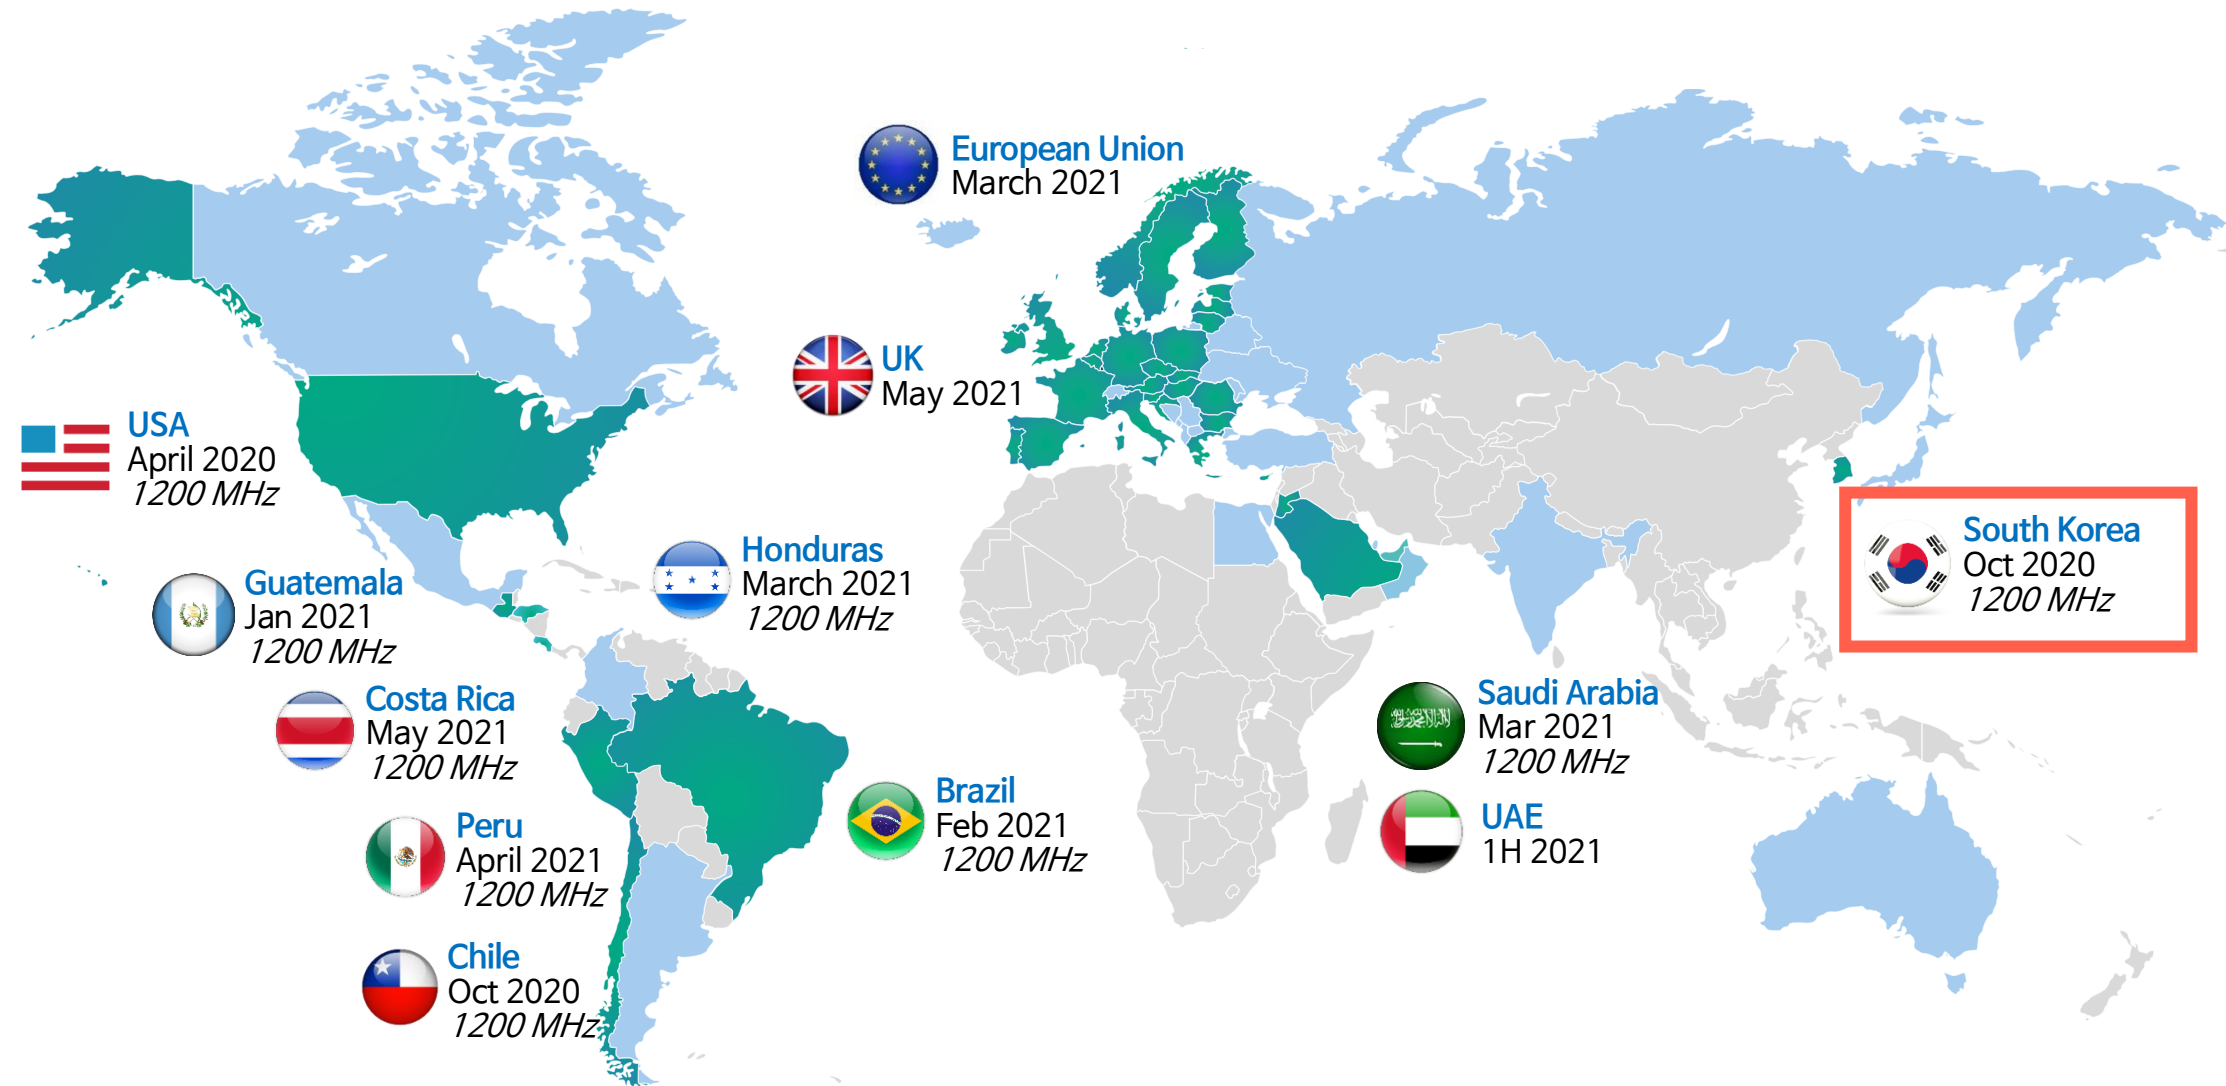 European Union
March 2021
UK
May 2021
USA
April 2020
1200 MHz
South Korea
Oct 2020
1200 MHz
Honduras
March 2021
1200 MHz
Guatemala
Jan 2021
1200 MHz
Costa Rica
May 2021
1200 MHz
Saudi Arabia
Mar 2021
1200 MHz
Brazil
Feb 2021
1200 MHz
UAE
1H 2021
Peru
April 2021
1200 MHz
Chile
Oct 2020
1200 MHz